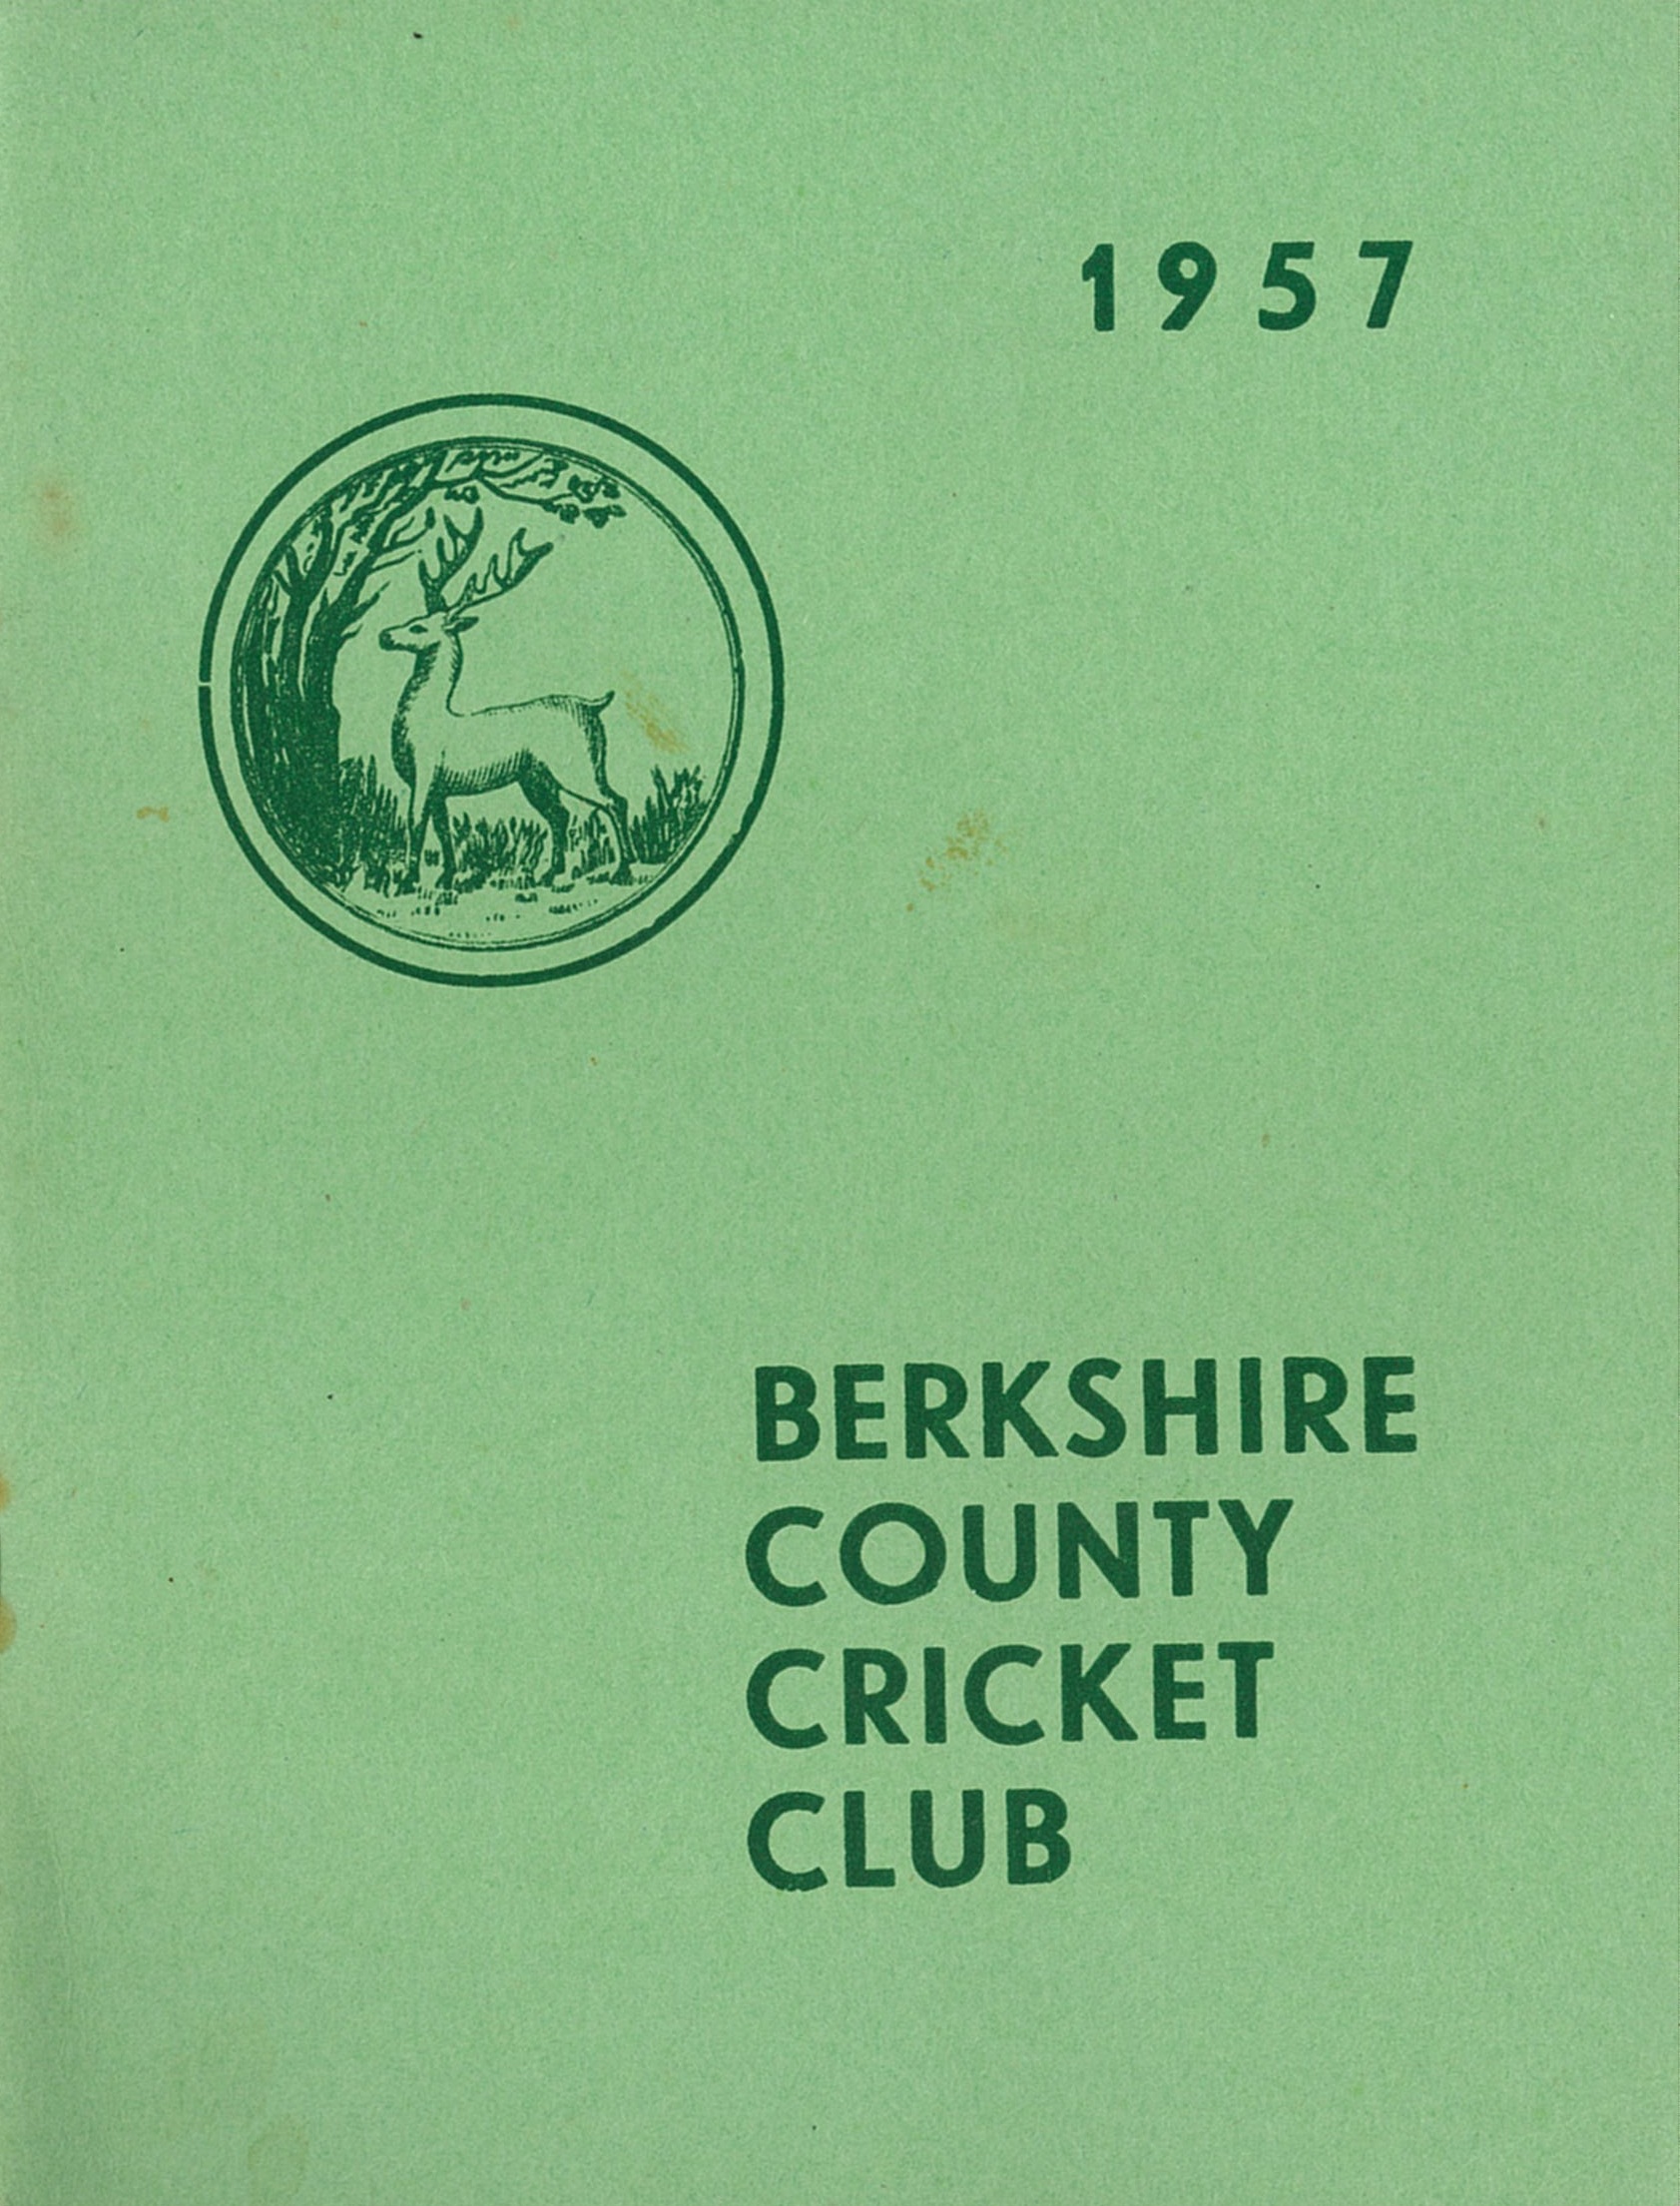 1957
BERKSHIRE
COUNTY
CRICKET
CLUB